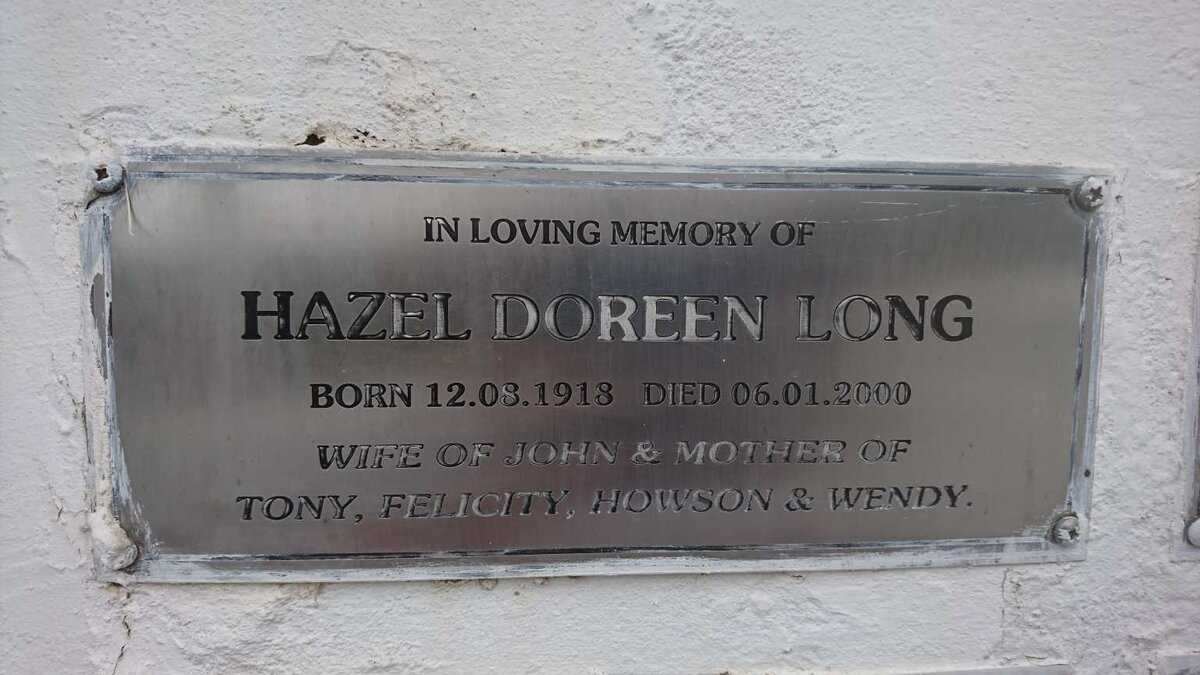 IN LOVING MEMORY OF
HAZEL DOREEN LONG
BORN 12.08.1918 DIED 06.01.2000
WIFE OF JOHN & MOTHER OF
TONY, FELICITY, HOWSON & WENDY.